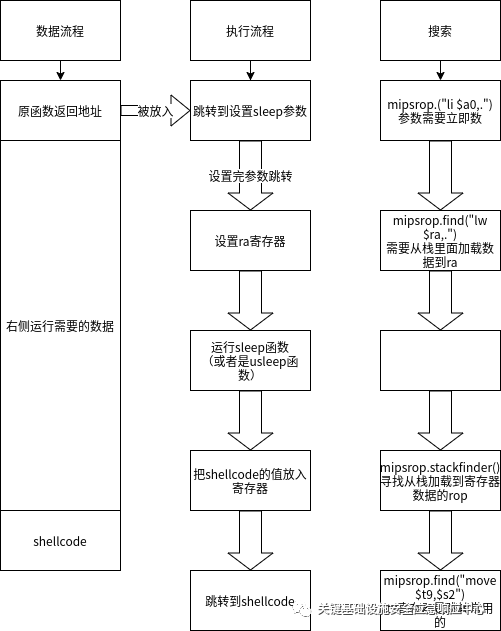 数据流程
执行流程
搜索
原函数返回地址
被放入
跳转到设置sleep参数
mipsrop.("li $a0,.")
参数需要立即数
设置完参数跳转
设置ra寄存器
mipsrop.find("lw
$ra,.")
需要从栈里面加载数
据到ra
右侧运行需要的数据
运行sleep函数
（或者是usleep函
数）
把shellcode的值放入
寄存器
mipsrop.stackfinder()
寻找从栈加载到寄存器
数据的rop
shellcode
跳转到shellcode
mipsrop.find("move
$t9,$s2")
关键基础设施安全应急响应中心
用
的